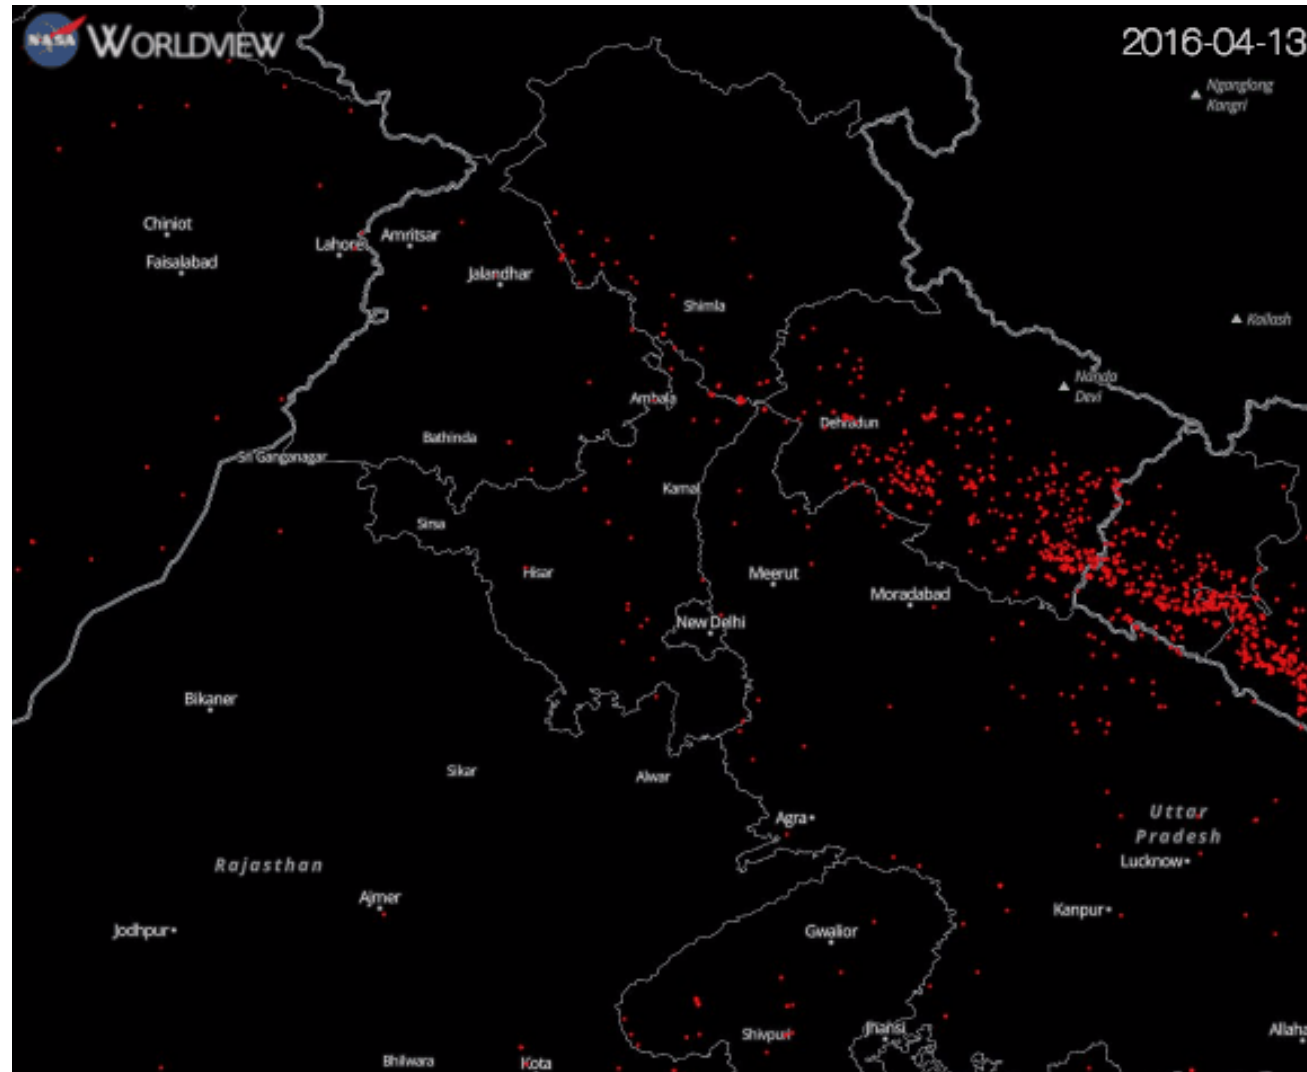 NASA WORLDVIEW
2016-04-13
Nganglong
Kangri
Chiniot
Lahore
Amritsar
Faisalabad
Jalandhar
Shimla
Kailash
Nanda
Devi
Ambala
Dehradun
Bathinda
Sri Ganganagar
Karnal
Sirsa
Hisar
Meerut
Moradabad
New Delhi
Bikaner
Sikar
Alwar
Agra
Uttar
Pradesh
Lucknow
Rajasthan
Ajmer
Kanpur
Jodhpur
Gwalior
Shivpuri
Jhansi
Allaha
Bhilwara
Kota